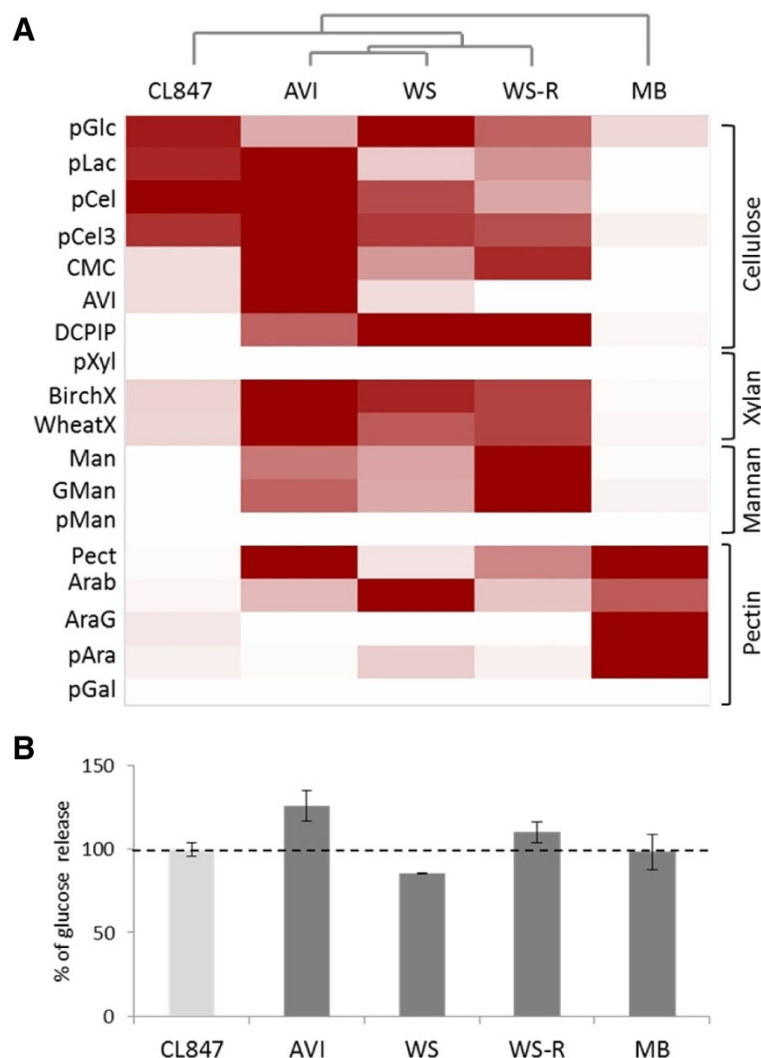 A
CL847 AVI WS WS-R MB
pGlc
pLac
pCel
pCel3
CMC
AVI
DCPIP
Cellulose
pXyl
BirchX
WheatX
Xylan
Man
GMan
pMan
Mannan
Pect
Arab
AraG
pAra
pGal
Pectin
B
% of glucose release
150
100
50
0
CL847 AVI WS WS-R MB